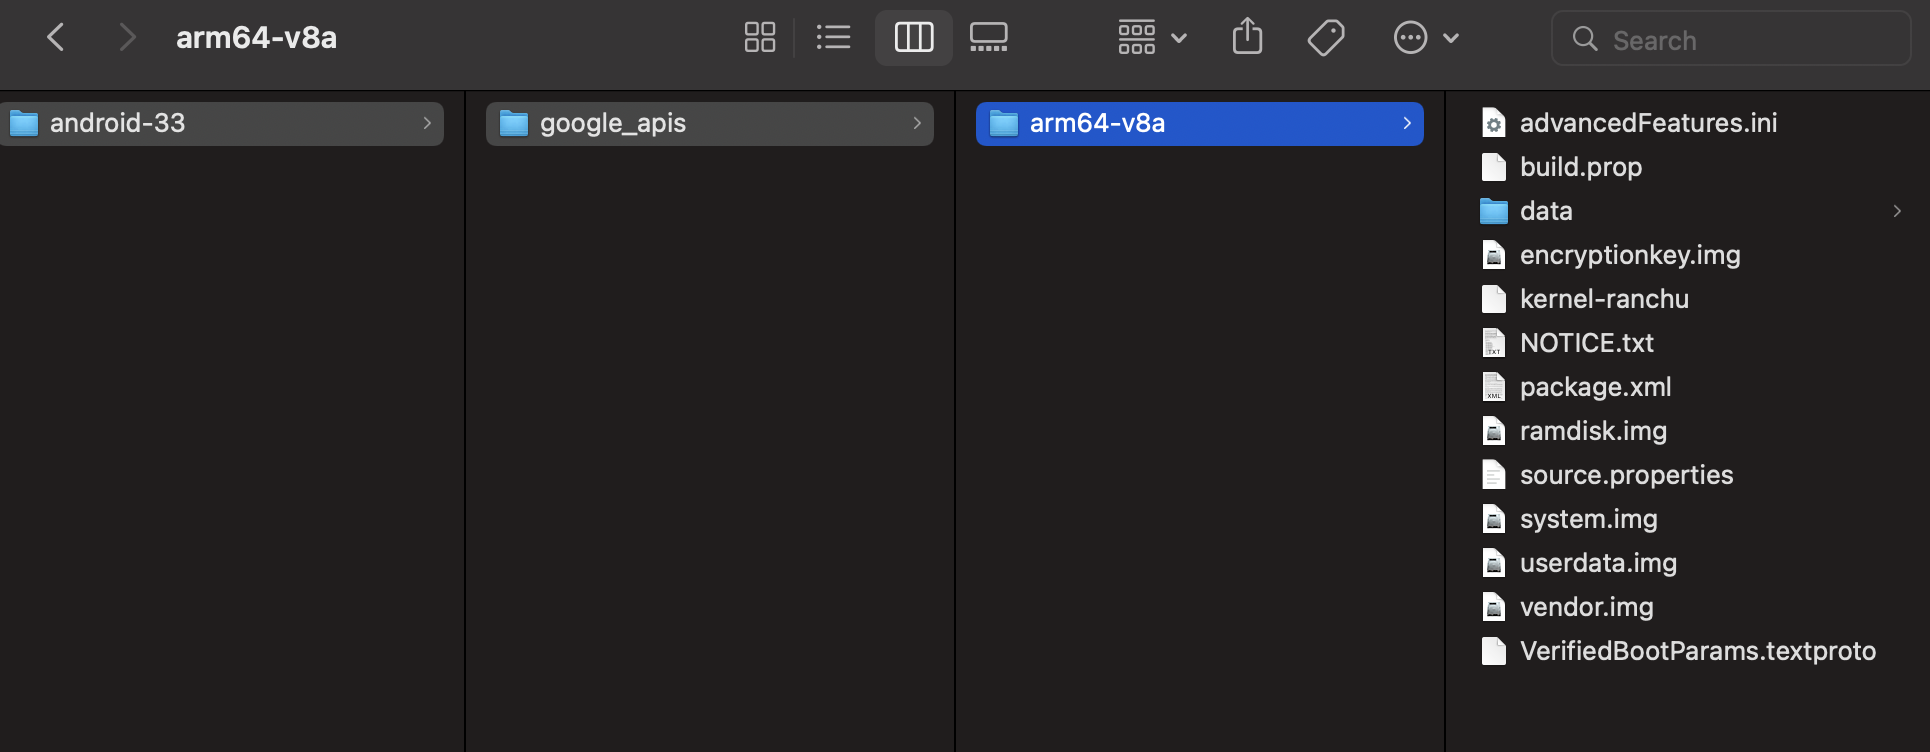 arm64-v8a
Search
android-33
google_apis
arm64-v8a
advancedFeatures.ini
build.prop
data
encryptionkey.img
kernel-ranchu
NOTICE.txt
package.xml
ramdisk.img
source.properties
system.img
userdata.img
vendor.img
VerifiedBootParams.textproto